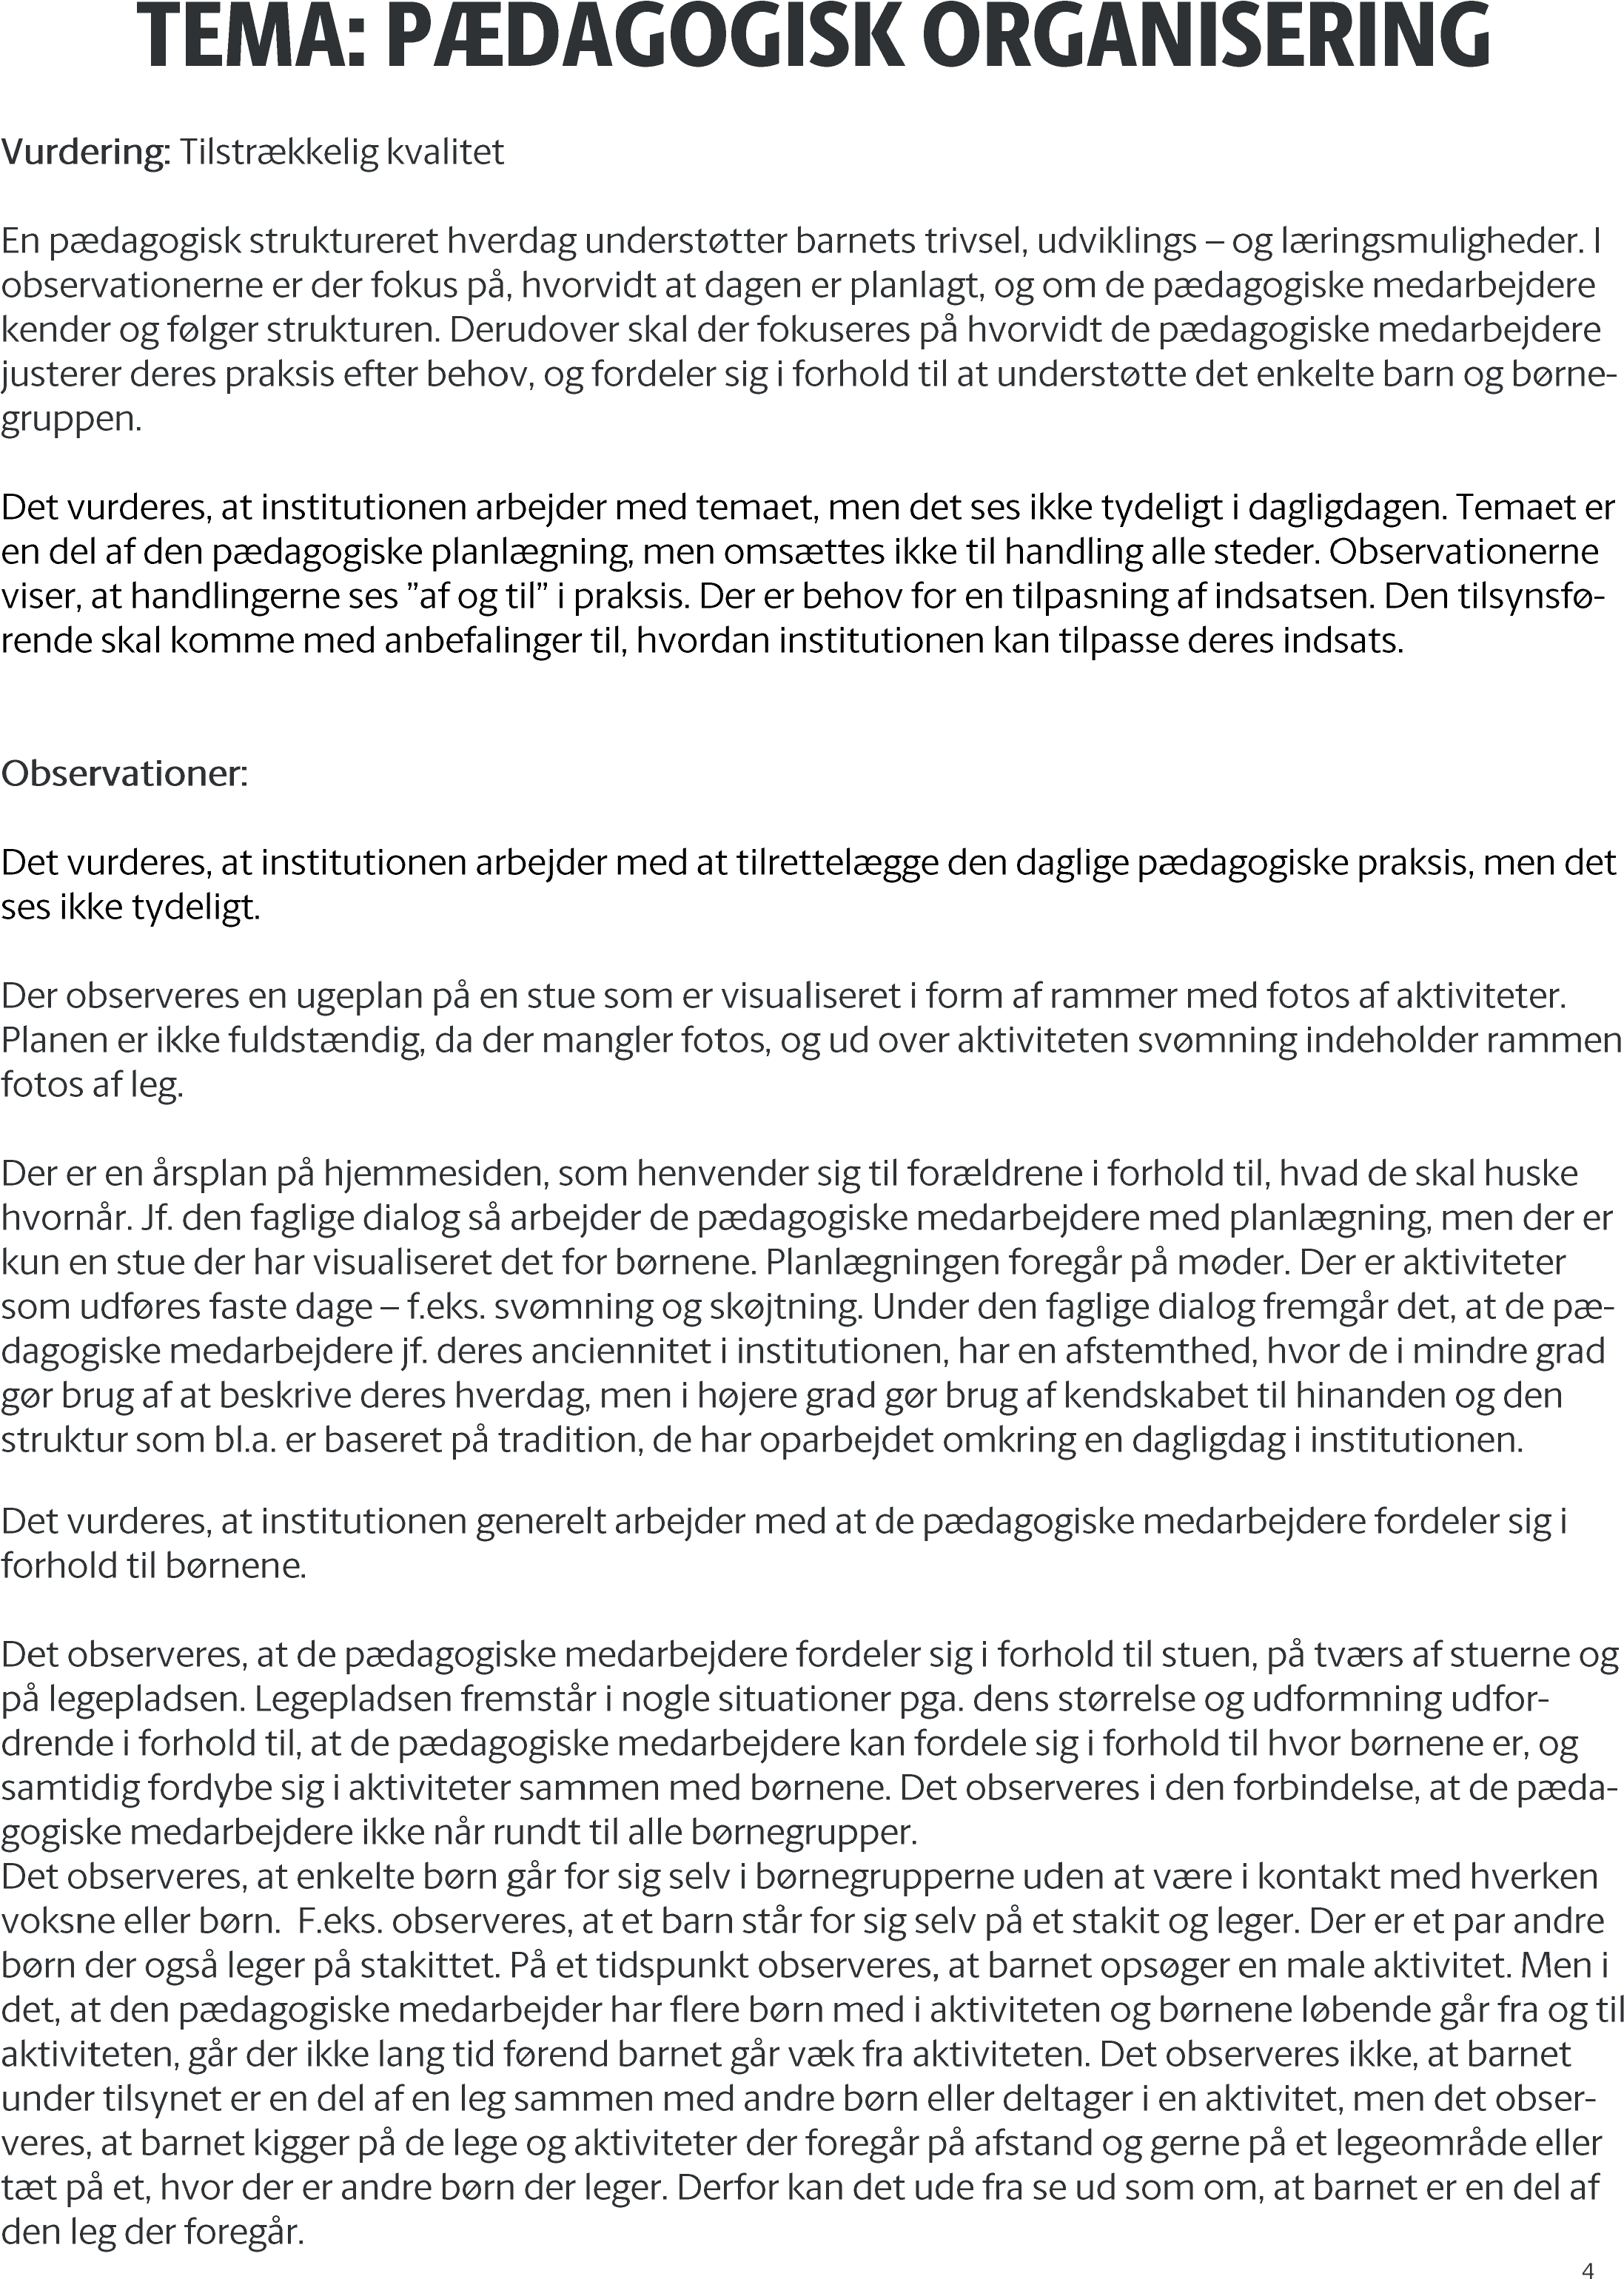 TEMA: PÆDAGOGISK ORGANISERING
Vurdering: Tilstrækkelig kvalitet
En pædagogisk struktureret hverdag understøtter barnets trivsel, udviklings – og læringsmuligheder. I
observationerne er der fokus på, hvorvidt at dagen er planlagt, og om de pædagogiske medarbejdere
kender og følger strukturen. Derudover skal der fokuseres på hvorvidt de pædagogiske medarbejdere
justerer deres praksis efter behov, og fordeler sig i forhold til at understøtte det enkelte barn og børne-
gruppen.
Det vurderes, at institutionen arbejder med temaet, men det ses ikke tydeligt i dagligdagen. Temaet er
en del af den pædagogiske planlægning, men omsættes ikke til handling alle steder. Observationerne
viser, at handlingerne ses ”af og til” i praksis. Der er behov for en tilpasning af indsatsen. Den tilsynsfø-
rende skal komme med anbefalinger til, hvordan institutionen kan tilpasse deres indsats.
Observationer:
Det vurderes, at institutionen arbejder med at tilrettelægge den daglige pædagogiske praksis, men det
ses ikke tydeligt.
Der observeres en ugeplan på en stue som er visualiseret i form af rammer med fotos af aktiviteter.
Planen er ikke fuldstændig, da der mangler fotos, og ud over aktiviteten svømning indeholder rammen
fotos af leg.
Der er en årsplan på hjemmesiden, som henvender sig til forældrene i forhold til, hvad de skal huske
hvornår. Jf. den faglige dialog så arbejder de pædagogiske medarbejdere med planlægning, men der er
kun en stue der har visualiseret det for børnene. Planlægningen foregår på møder. Der er aktiviteter
som udføres faste dage – f.eks. svømning og skøjtning. Under den faglige dialog fremgår det, at de pæ-
dagogiske medarbejdere jf. deres anciennitet i institutionen, har en afstemthed, hvor de i mindre grad
gør brug af at beskrive deres hverdag, men i højere grad gør brug af kendskabet til hinanden og den
struktur som bl.a. er baseret på tradition, de har oparbejdet omkring en dagligdag i institutionen.
Det vurderes, at institutionen generelt arbejder med at de pædagogiske medarbejdere fordeler sig i
forhold til børnene.
Det observeres, at de pædagogiske medarbejdere fordeler sig i forhold til stuen, på tværs af stuerne og
på legepladsen. Legepladsen fremstår i nogle situationer pga. dens størrelse og udformning udfor-
drende i forhold til, at de pædagogiske medarbejdere kan fordele sig i forhold til hvor børnene er, og
samtidig fordybe sig i aktiviteter sammen med børnene. Det observeres i den forbindelse, at de pæda-
gogiske medarbejdere ikke når rundt til alle børnegrupper.
Det observeres, at enkelte børn går for sig selv i børnegrupperne uden at være i kontakt med hverken
voksne eller børn.  F.eks. observeres, at et barn står for sig selv på et stakit og leger. Der er et par andre
børn der også leger på stakittet. På et tidspunkt observeres, at barnet opsøger en male aktivitet. Men i
det, at den pædagogiske medarbejder har flere børn med i aktiviteten og børnene løbende går fra og til
aktiviteten, går der ikke lang tid førend barnet går væk fra aktiviteten. Det observeres ikke, at barnet
under tilsynet er en del af en leg sammen med andre børn eller deltager i en aktivitet, men det obser-
veres, at barnet kigger på de lege og aktiviteter der foregår på afstand og gerne på et legeområde eller
tæt på et, hvor der er andre børn der leger. Derfor kan det ude fra se ud som om, at barnet er en del af
den leg der foregår.
4